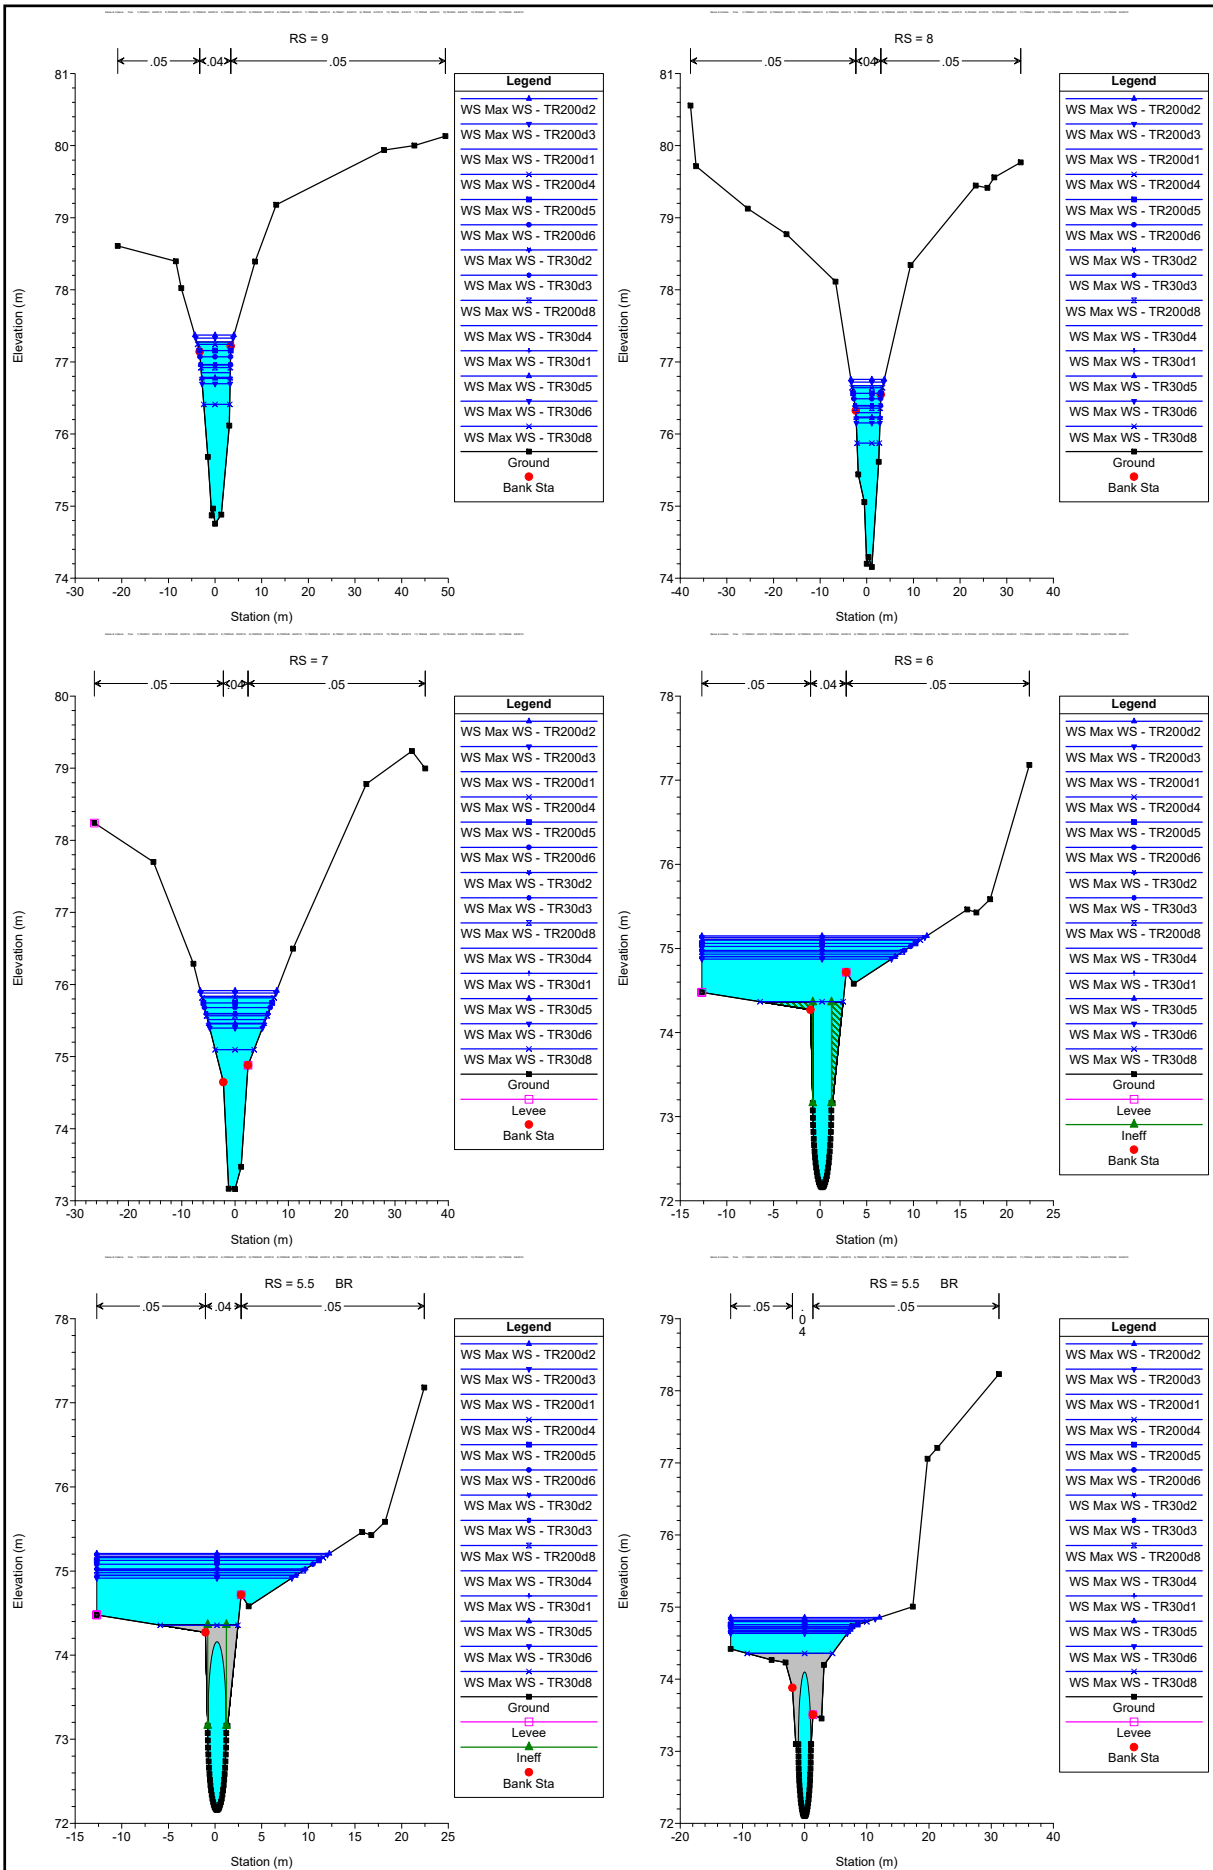 RS = 9
.05
.04
.05
81
80
79
78
77
76
75
74
-30
-20
-10
0
10
20
30
40
50
Station (m)
Elevation (m)
Legend
WS Max WS - TR200d2
WS Max WS - TR200d3
WS Max WS - TR200d1
WS Max WS - TR200d4
WS Max WS - TR200d5
WS Max WS - TR200d6
WS Max WS - TR30d2
WS Max WS - TR30d3
WS Max WS - TR200d8
WS Max WS - TR30d4
WS Max WS - TR30d1
WS Max WS - TR30d5
WS Max WS - TR30d6
WS Max WS - TR30d8
Ground
Bank Sta
RS = 8
.05
.04
.05
81
80
79
78
77
76
75
74
-40
-30
-20
-10
0
10
20
30
40
Station (m)
Elevation (m)
Legend
WS Max WS - TR200d2
WS Max WS - TR200d3
WS Max WS - TR200d1
WS Max WS - TR200d4
WS Max WS - TR200d5
WS Max WS - TR200d6
WS Max WS - TR30d2
WS Max WS - TR30d3
WS Max WS - TR200d8
WS Max WS - TR30d4
WS Max WS - TR30d1
WS Max WS - TR30d5
WS Max WS - TR30d6
WS Max WS - TR30d8
Ground
Bank Sta
RS = 7
.05
.04
.05
80
79
78
77
76
75
74
73
-30
-20
-10
0
10
20
30
40
Station (m)
Elevation (m)
Legend
WS Max WS - TR200d2
WS Max WS - TR200d3
WS Max WS - TR200d1
WS Max WS - TR200d4
WS Max WS - TR200d5
WS Max WS - TR200d6
WS Max WS - TR30d2
WS Max WS - TR30d3
WS Max WS - TR200d8
WS Max WS - TR30d4
WS Max WS - TR30d1
WS Max WS - TR30d5
WS Max WS - TR30d6
WS Max WS - TR30d8
Ground
Levee
Bank Sta
RS = 6
.05
.04
.05
78
77
76
75
74
73
72
-15
-10
-5
0
5
10
15
20
25
Station (m)
Elevation (m)
Legend
WS Max WS - TR200d2
WS Max WS - TR200d3
WS Max WS - TR200d1
WS Max WS - TR200d4
WS Max WS - TR200d5
WS Max WS - TR200d6
WS Max WS - TR30d2
WS Max WS - TR30d3
WS Max WS - TR200d8
WS Max WS - TR30d4
WS Max WS - TR30d1
WS Max WS - TR30d5
WS Max WS - TR30d6
WS Max WS - TR30d8
Ground
Levee
Ineff
Bank Sta
RS = 5.5 BR
.05
.04
.05
78
77
76
75
74
73
72
-15
-10
-5
0
5
10
15
20
25
Station (m)
Elevation (m)
Legend
WS Max WS - TR200d2
WS Max WS - TR200d3
WS Max WS - TR200d1
WS Max WS - TR200d4
WS Max WS - TR200d5
WS Max WS - TR200d6
WS Max WS - TR30d2
WS Max WS - TR30d3
WS Max WS - TR200d8
WS Max WS - TR30d4
WS Max WS - TR30d1
WS Max WS - TR30d5
WS Max WS - TR30d6
WS Max WS - TR30d8
Ground
Levee
Ineff
Bank Sta
RS = 5.5 BR
.05
.
0
4
.05
79
78
77
76
75
74
73
72
-20
-10
0
10
20
30
40
Station (m)
Elevation (m)
Legend
WS Max WS - TR200d2
WS Max WS - TR200d3
WS Max WS - TR200d1
WS Max WS - TR200d4
WS Max WS - TR200d5
WS Max WS - TR200d6
WS Max WS - TR30d2
WS Max WS - TR30d3
WS Max WS - TR200d8
WS Max WS - TR30d4
WS Max WS - TR30d1
WS Max WS - TR30d5
WS Max WS - TR30d6
WS Max WS - TR30d8
Ground
Bank Sta